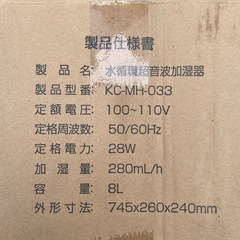 製品仕様書
製品名：水循環超音波加湿器
製品型番：KC-MH-033
定額電圧：100~110V
定格周波数：50/60Hz
定格電力：28W
加湿量：280mL/h
容量：8L
外形寸力：745x260x240mm